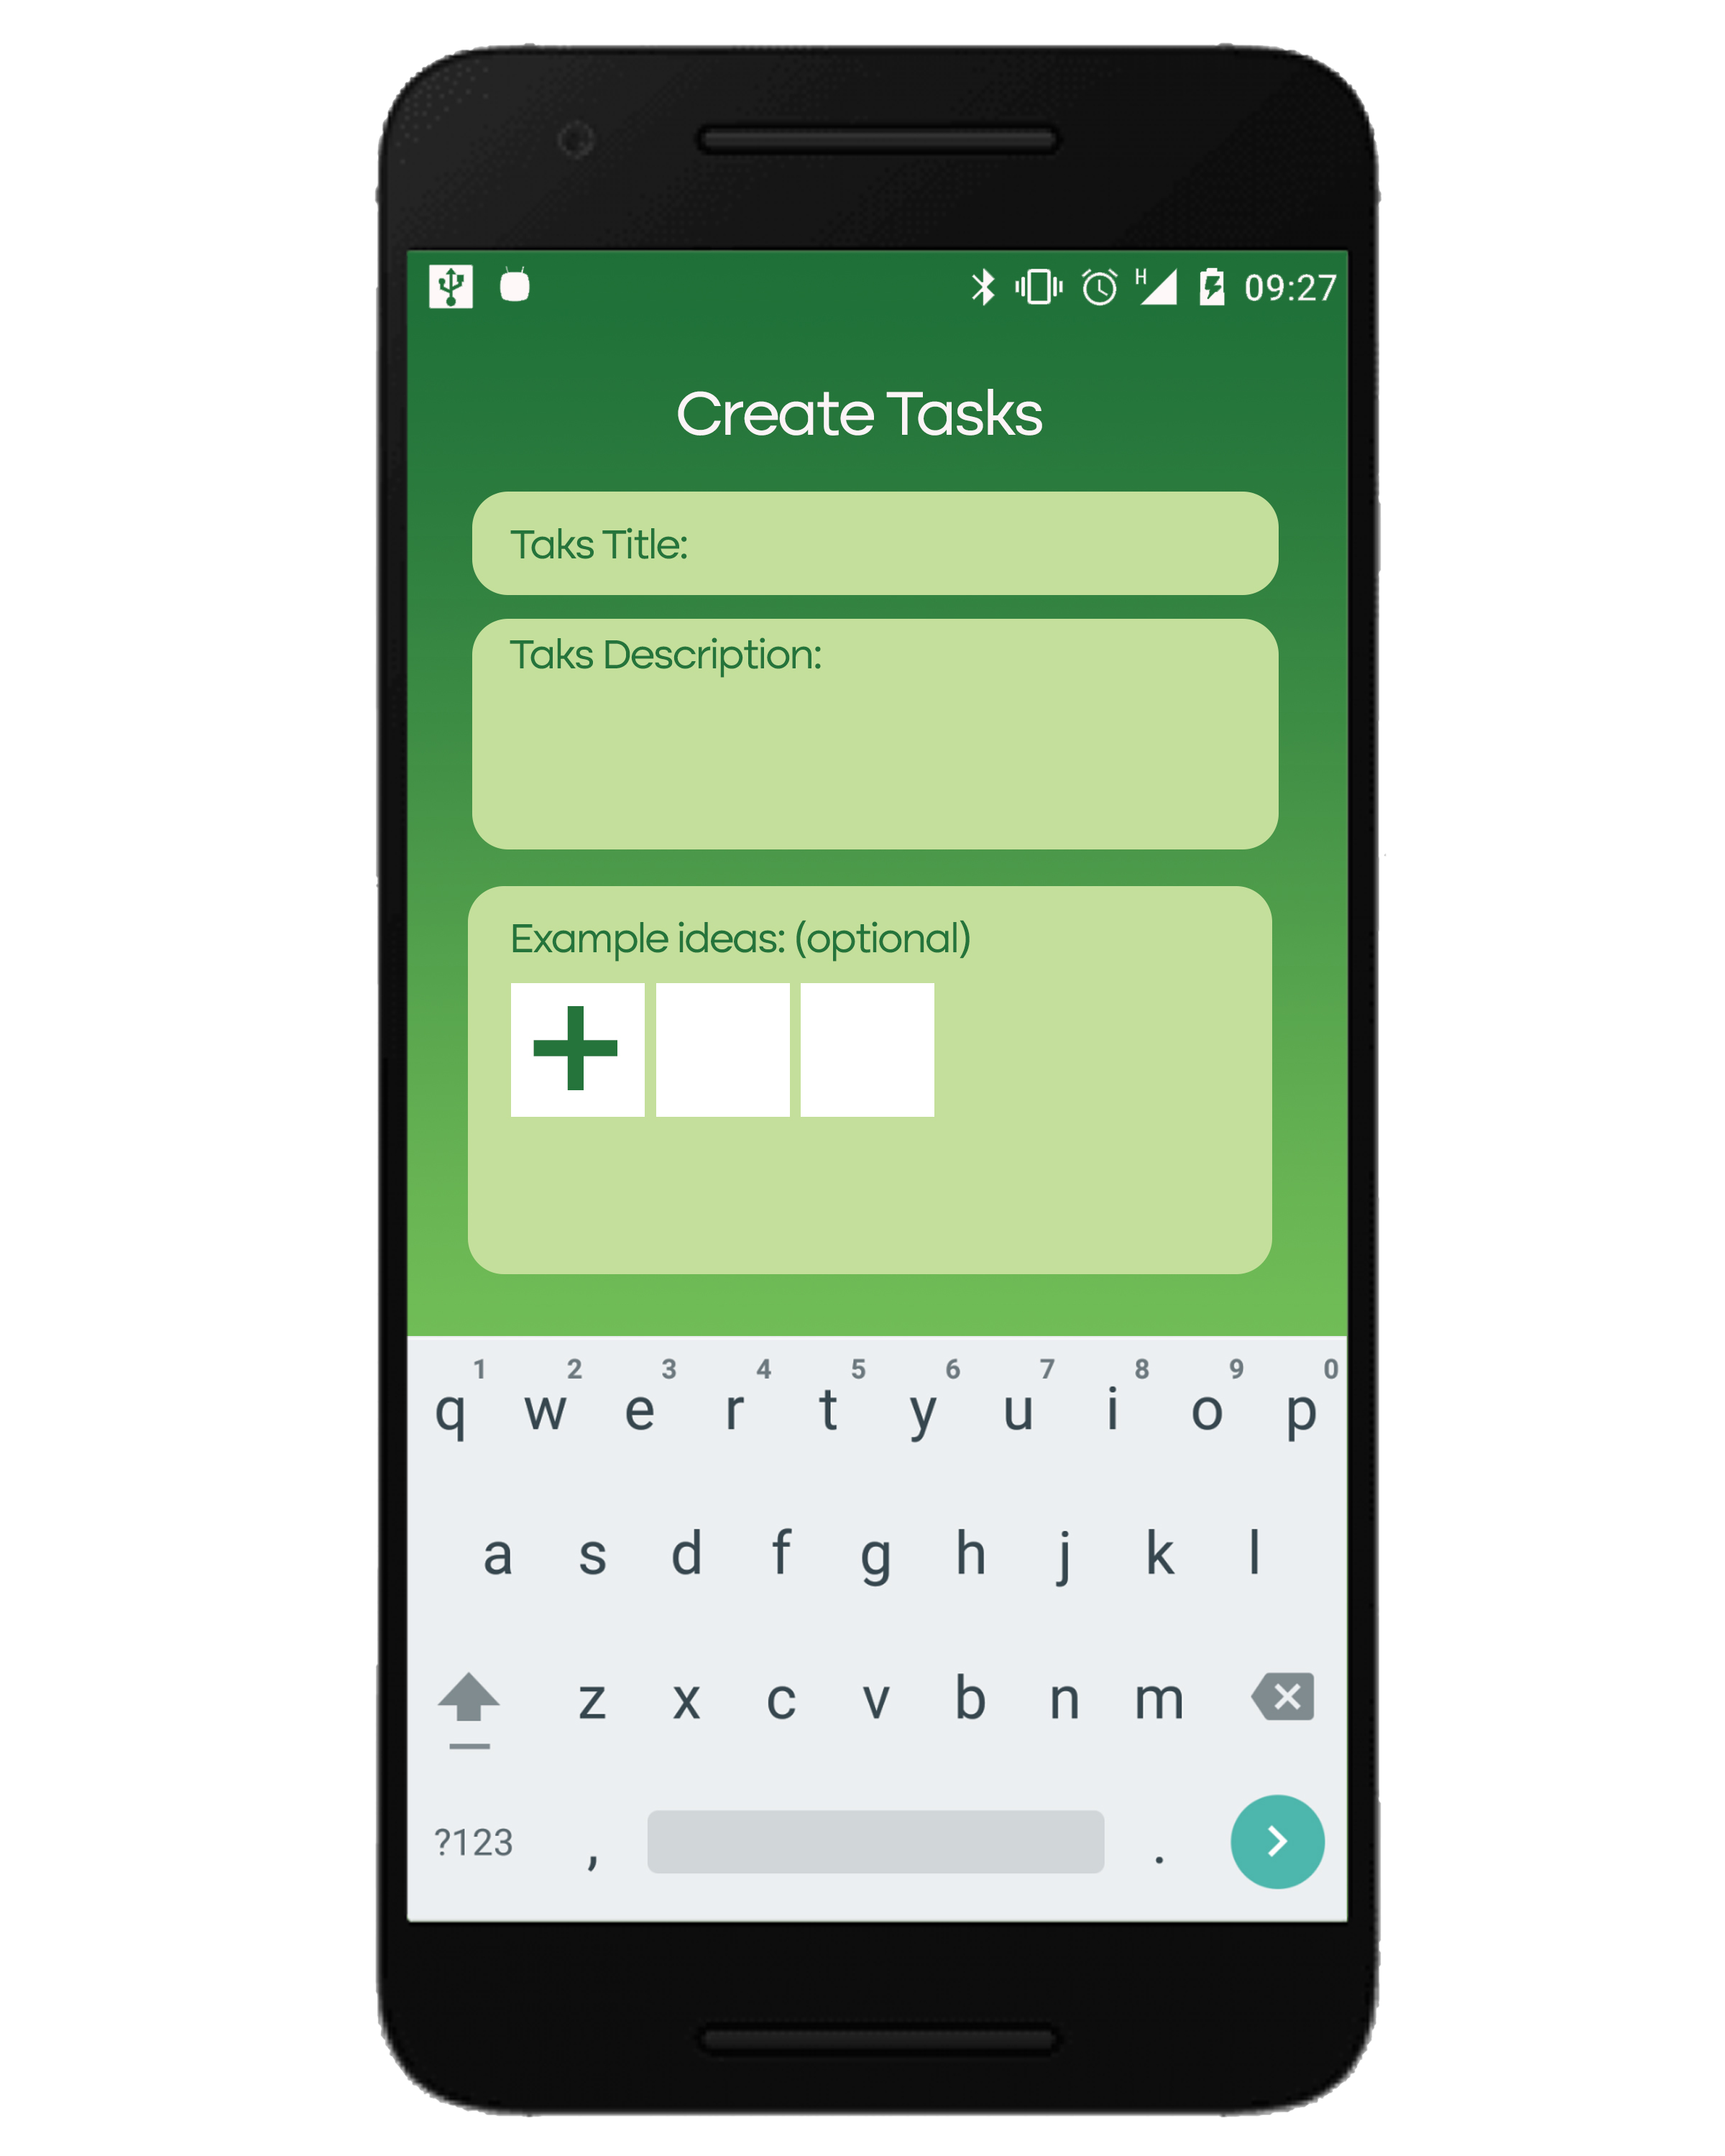 H 09:27
Create Tasks
Taks Title:
Taks Description:
Example ideas: (optional)
1 2 3 4 5 6 7 8 9 0
q w e r t y u i o p
a s d f g h j k l
z x c v b n m
?123 , .